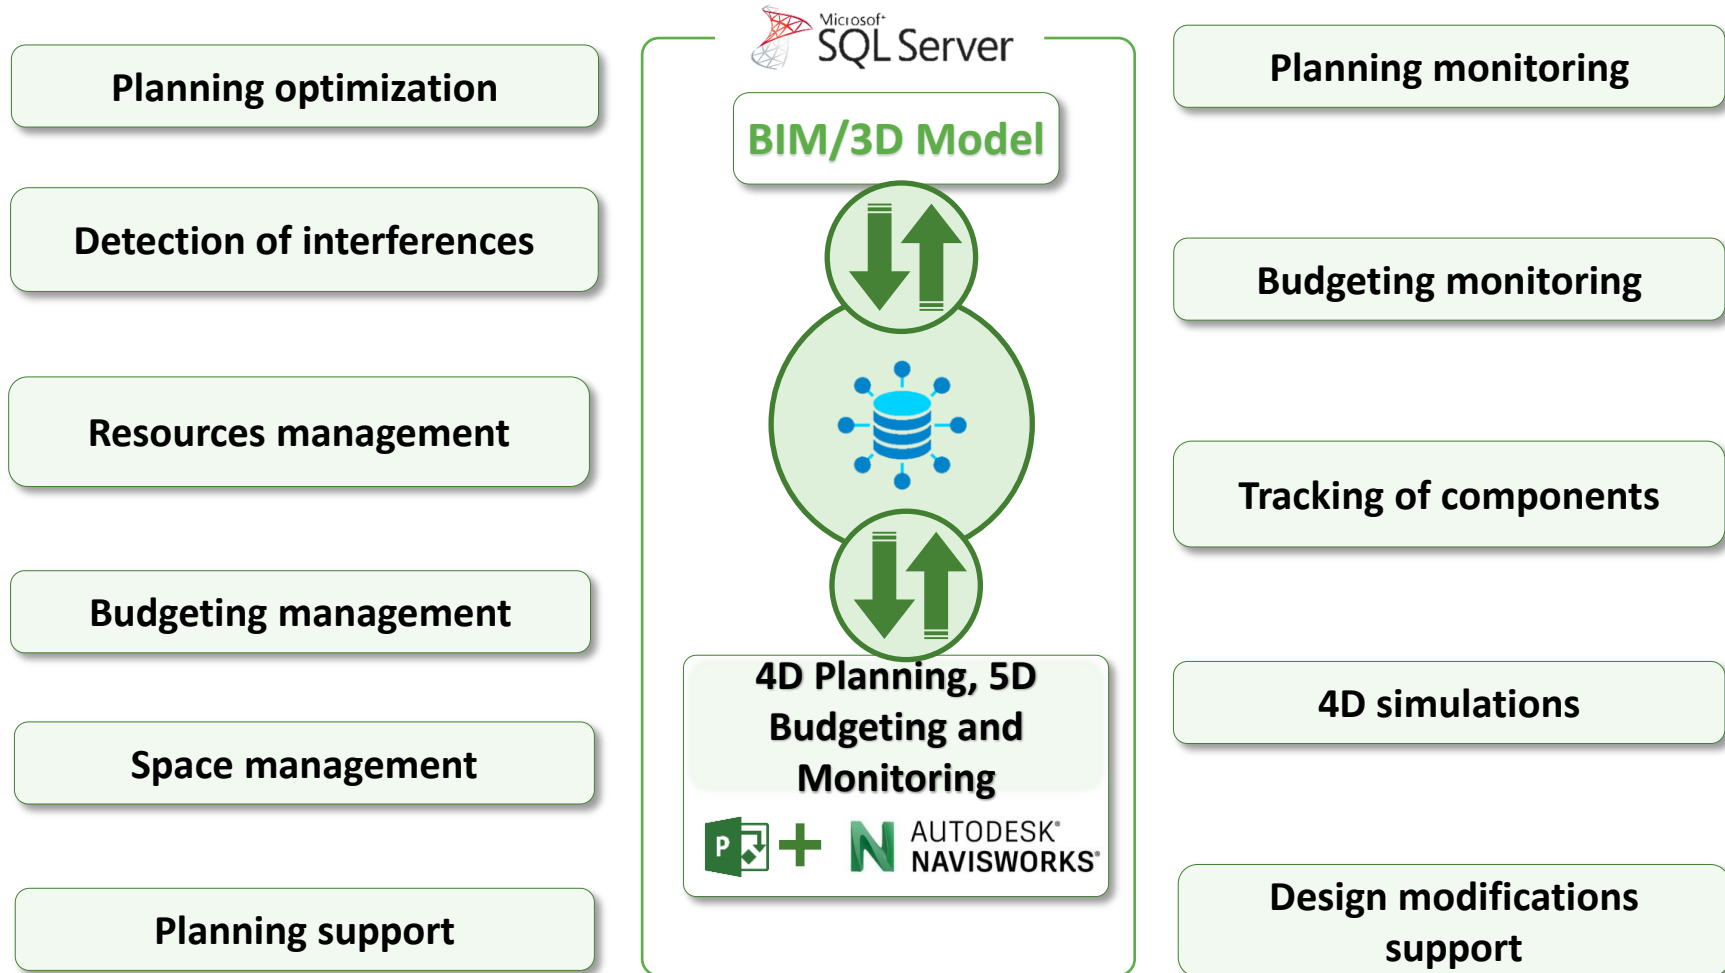 Planning optimization
Detection of interferences
Resources management
Budgeting management
Space management
Planning support
Microsoft®
SQL Server
BIM/3D Model
4D Planning, 5D
Budgeting and
Monitoring
P
N AUTODESK®
NAVISWORKS®
Planning monitoring
Budgeting monitoring
Tracking of components
4D simulations
Design modifications
support